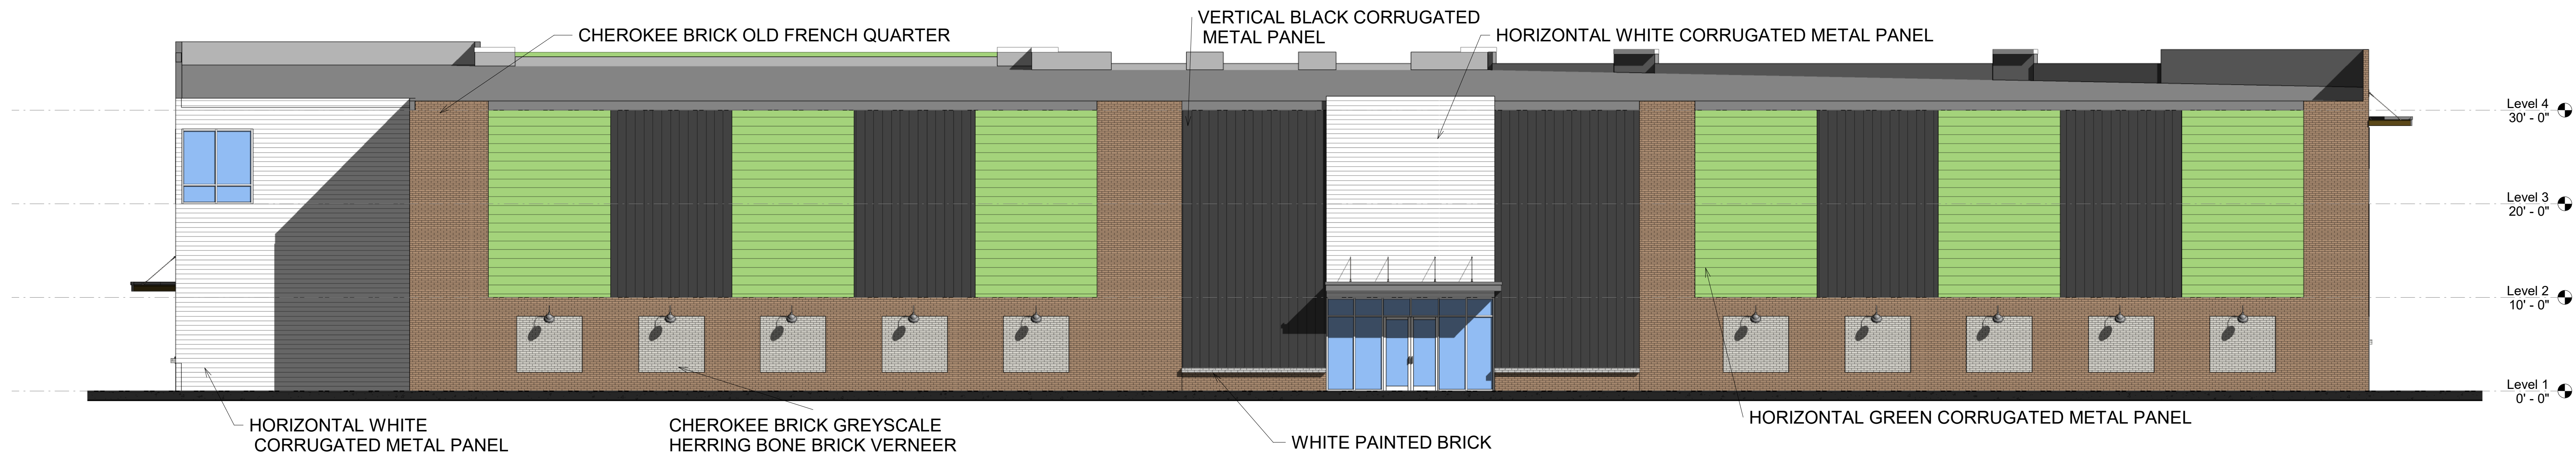 CHEROKEE BRICK OLD FRENCH QUARTER
VERTICAL BLACK CORRUGATED
METAL PANEL
HORIZONTAL WHITE CORRUGATED METAL PANEL
Level 4
30' - 0"
Level 3
20' - 0"
Level 2
10' - 0"
Level 1
0' - 0"
HORIZONTAL WHITE
CORRUGATED METAL PANEL
CHEROKEE BRICK GREYSCALE
HERRING BONE BRICK VERNEER
WHITE PAINTED BRICK
HORIZONTAL GREEN CORRUGATED METAL PANEL